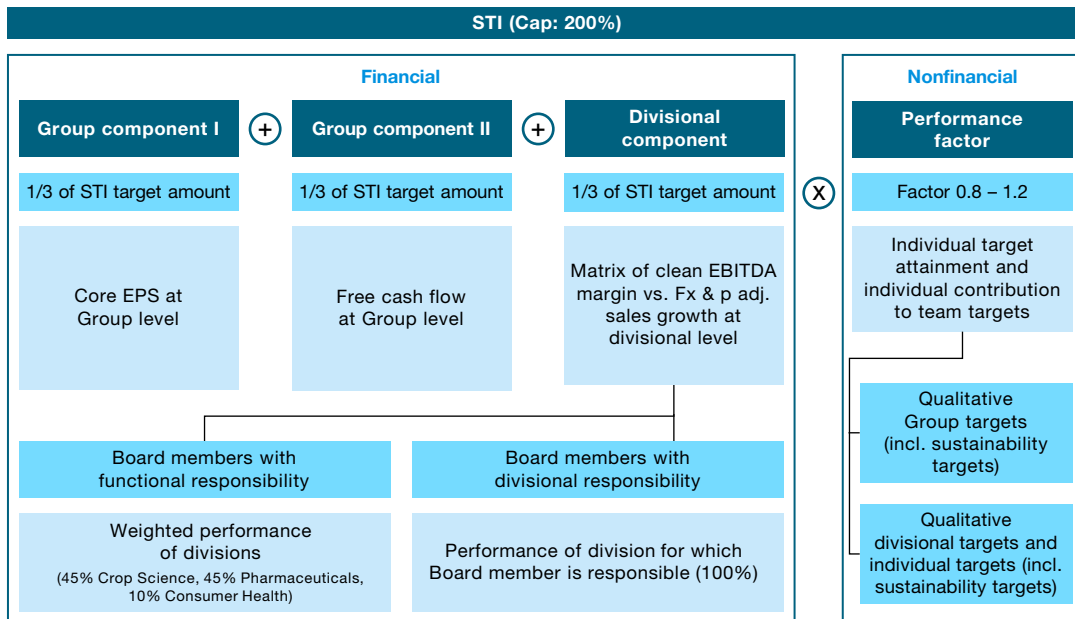 STI (Cap: 200%)
Financial
Group component I
+
Group component II
+
Divisional
component
1/3 of STI target amount
1/3 of STI target amount
1/3 of STI target amount
Core EPS at
Group level
Free cash flow
at Group level
Matrix of clean EBITDA
margin vs. Fx & p adj.
sales growth at
divisional level
Board members with
functional responsibility
Board members with
divisional responsibility
Weighted performance
of divisions
(45% Crop Science, 45% Pharmaceuticals,
10% Consumer Health)
Performance of division for which
Board member is responsible (100%)
X
Nonfinancial
Performance
factor
Factor 0.8 – 1.2
Individual target
attainment and
individual contribution
to team targets
Qualitative
Group targets
(incl. sustainability
targets)
Qualitative
divisional targets and
individual targets (incl.
sustainability targets)